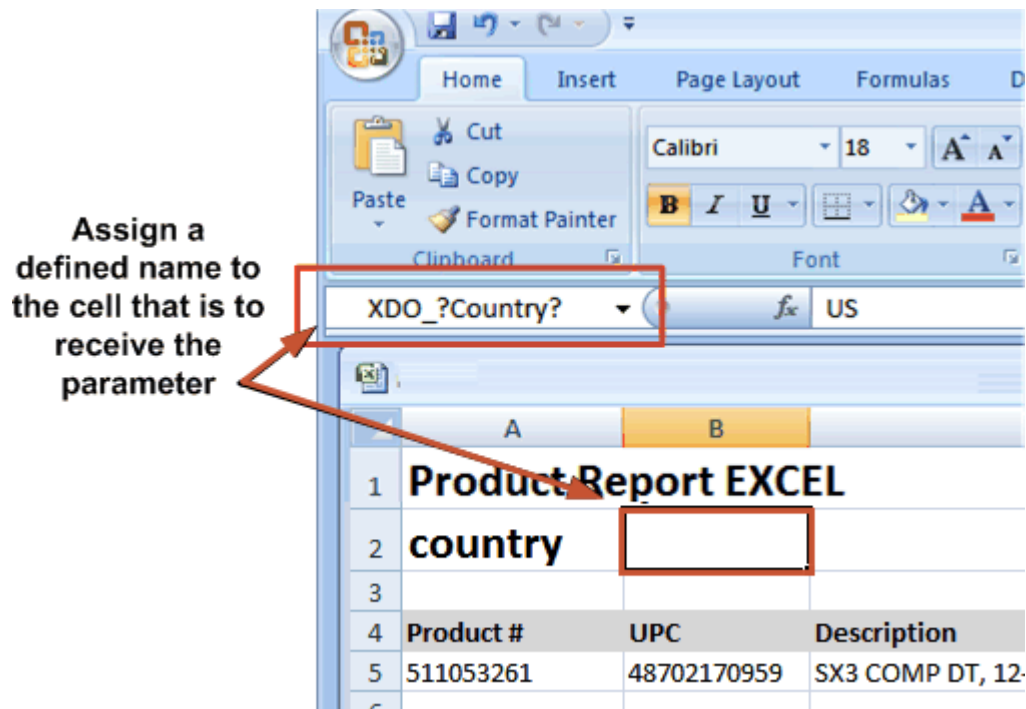 Home Insert Page Layout Formulas D
Cut
Copy
Paste
Format Painter
Clipboard
Calibri 18 A A
B I U A
Font
Assign a
defined name to
the cell that is to
receive the
parameter
XDO_?Country? fx US
A B
1 Product Report EXCEL
2 country
3
4 Product # UPC Description
5 511053261 48702170959 SX3 COMP DT, 12-